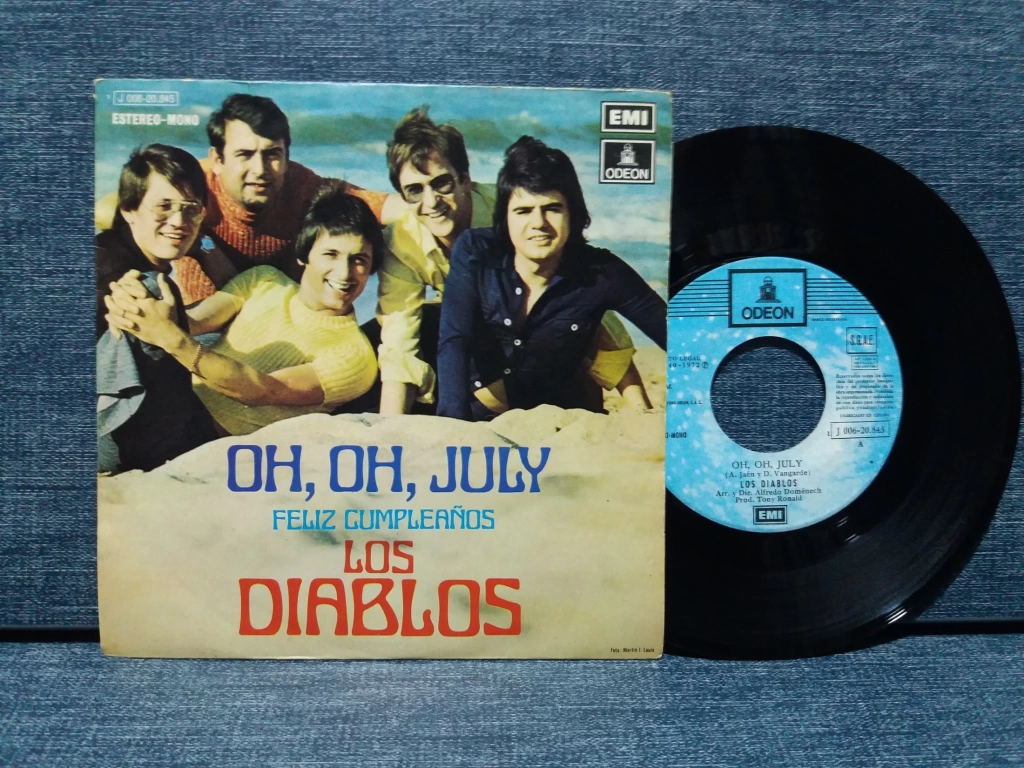 J 006-20.845
ESTEREO-MONO
EMI
ODEON
OH, OH, JULY
FELIZ CUMPLEAÑOS
LOS
DIABLOS
ODEON
S.G.A.E.
J 006-20.845
A
OH, OH, JULY
(A. Jaén y D. Vangarde)
LOS DIABLOS
Arr. y Dir. Alfredo Doménech
Prod. Tony Ronald
EMI